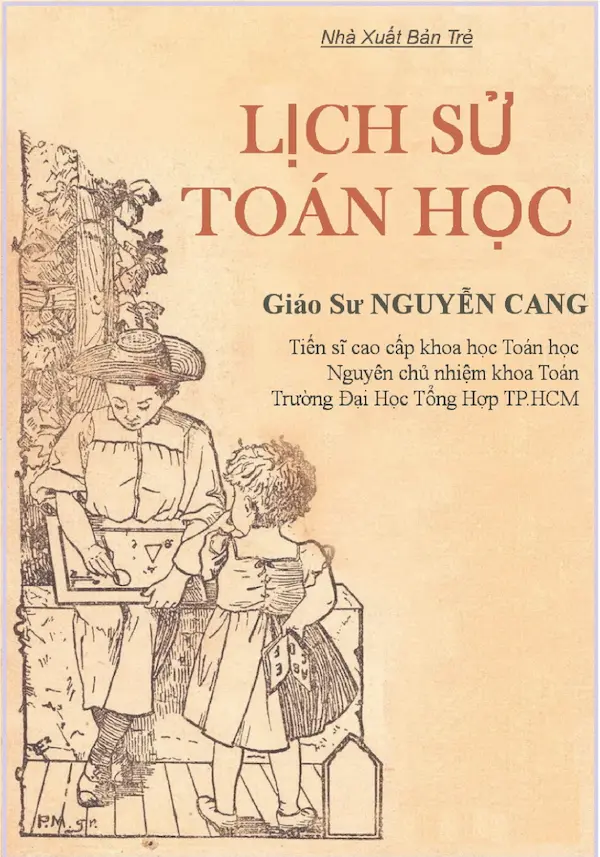 Nhà Xuất Bản Trẻ
LỊCH SỬ
TOÁN HỌC
Giáo Sư NGUYỄN CANG
Tiến sĩ cao cấp khoa học Toán học
Nguyên chủ nhiệm khoa Toán
Trường Đại Học Tổng Hợp TP.HCM
P.M. gr.